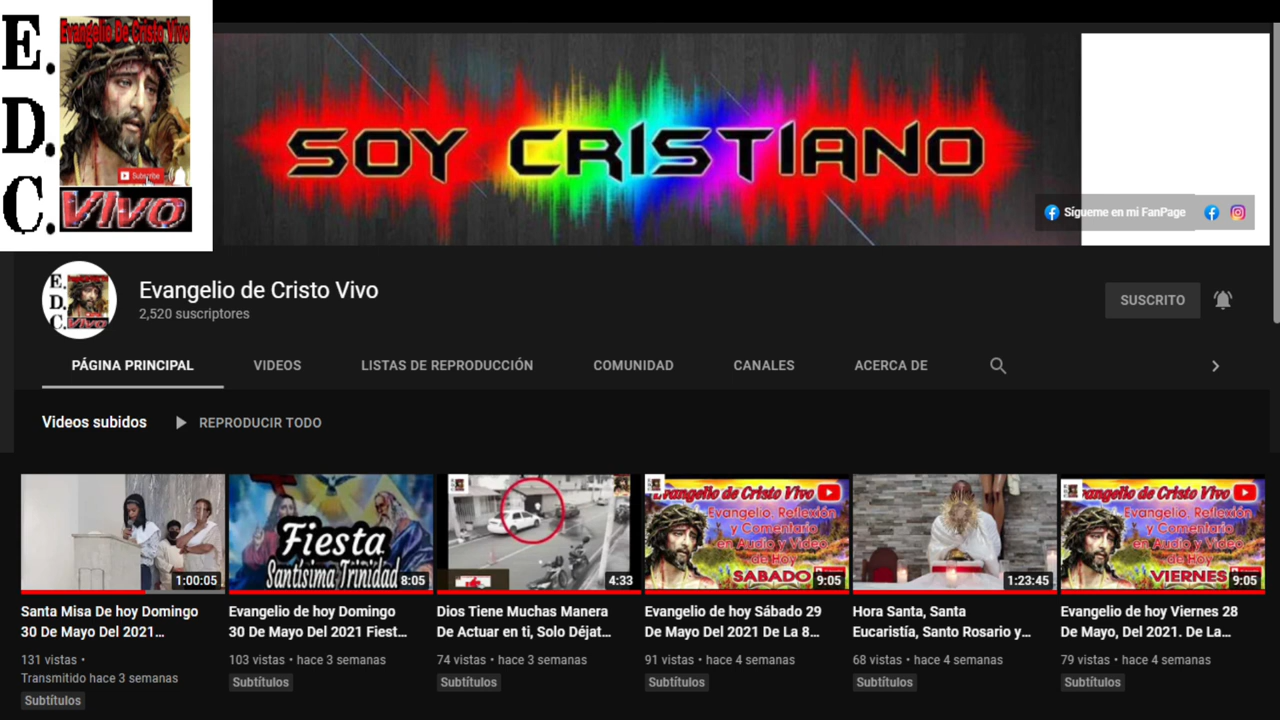 E.
D.
C.
Evangelio De Cristo Vivo
Subscribe
Vivo
SOY CRISTIANO
Sígueme en mi FanPage
E.
D.
C.
Vivo
Evangelio de Cristo Vivo
2,520 suscriptores
SUSCRITO
PÁGINA PRINCIPAL
VIDEOS
LISTAS DE REPRODUCCIÓN
COMUNIDAD
CANALES
ACERCA DE
Videos subidos
REPRODUCIR TODO
1:00:05
Santa Misa De hoy Domingo
30 De Mayo Del 2021…
131 vistas •
Transmitido hace 3 semanas
Subtítulos
Fiesta
Santísima Trinidad
8:05
Evangelio de hoy Domingo
30 De Mayo Del 2021 Fiest…
103 vistas • hace 3 semanas
Subtítulos
4:33
Dios Tiene Muchas Manera
De Actuar en ti, Solo Déjat…
74 vistas • hace 3 semanas
Subtítulos
Evangelio de Cristo Vivo
Evangelio, Reflexión
y Comentario
en Audio y Video
de Hoy
SABADO
9:05
Evangelio de hoy Sábado 29
De Mayo Del 2021 De La 8…
91 vistas • hace 4 semanas
Subtítulos
1:23:45
Hora Santa, Santa
Eucaristía, Santo Rosario y…
68 vistas • hace 4 semanas
Subtítulos
Evangelio de Cristo Vivo
Evangelio, Reflexión
y Comentario
en Audio y Video
de Hoy
VIERNES
9:05
Evangelio de hoy Viernes 28
De Mayo, Del 2021. De La…
79 vistas • hace 4 semanas
Subtítulos